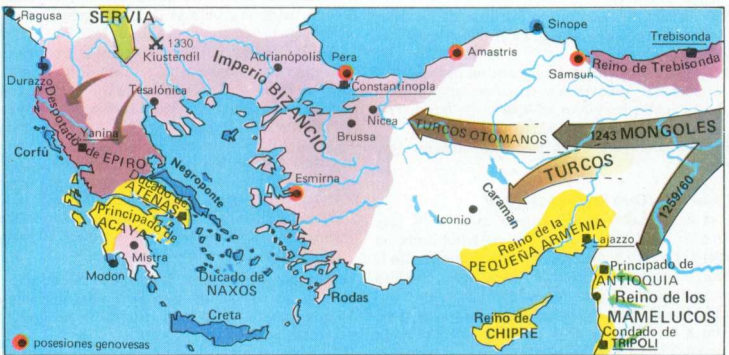 Ragusa
SERVIA
1330
Kiustendil
Sinope
Trebisonda
Adrianópolis
Pera
Amastris
Samsun
Reino de Trebisonda
Durazzo
Imperio BIZANCIO
Constantinopla
Tesalónica
Nicea
Brussa
TURCOS OTOMANOS
1243 MONGOLES
Despotado de EPIRO
Yanina
Corfú
Negroponte
TURCOS
1259/60
Ducado de
ATENAS
Esmirna
Caraman
Iconio
Principado de
ACAYA
Reino de la
PEQUEÑA ARMENIA
Lajazzo
Mistra
Modon
Ducado de
NAXOS
Rodas
Principado de
ANTIOQUIA
Reino de los
MAMELUCOS
Creta
Reino de
CHIPRE
Condado de
TRIPOLI
posesiones genovesas